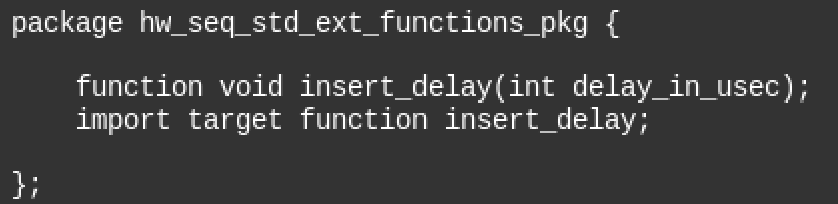 package hw_seq_std_ext_functions_pkg {
function void insert_delay(int delay_in_usec);
import target function insert_delay;
};